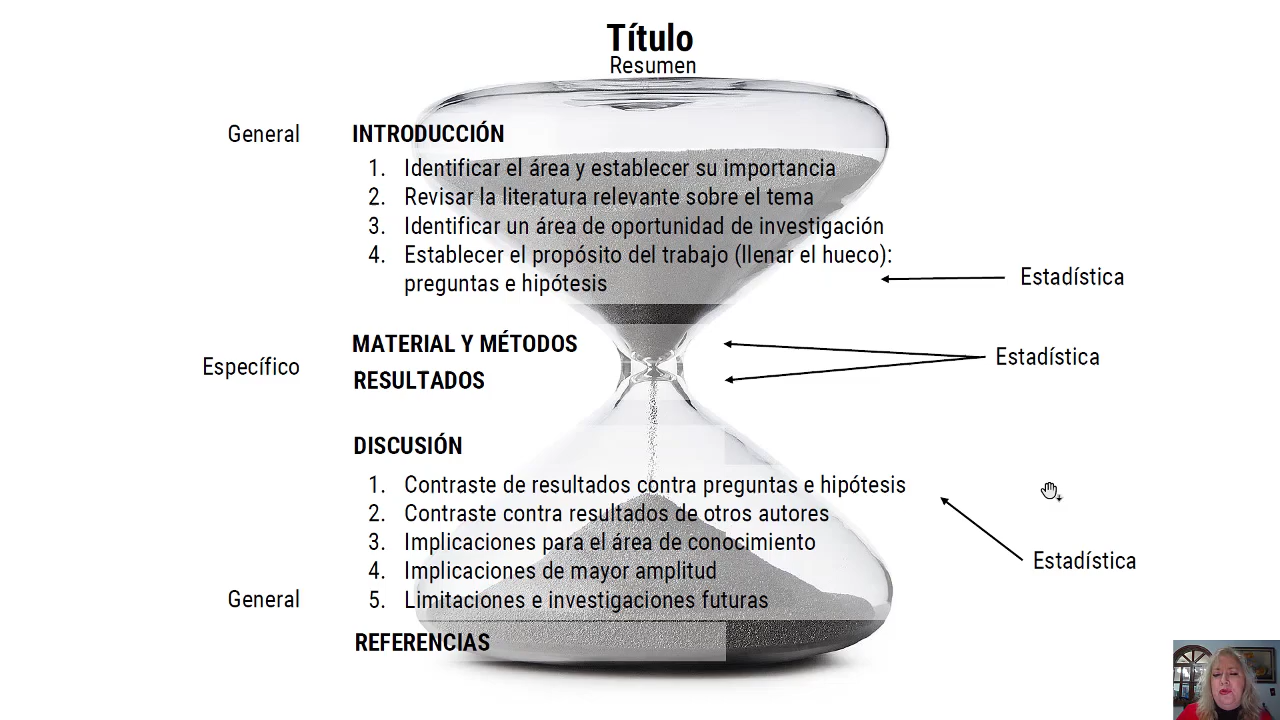 Título
Resumen
General
INTRODUCCIÓN
1. Identificar el área y establecer su importancia
2. Revisar la literatura relevante sobre el tema
3. Identificar un área de oportunidad de investigación
4. Establecer el propósito del trabajo (llenar el hueco):
preguntas e hipótesis
Estadística
MATERIAL Y MÉTODOS
Estadística
Específico
RESULTADOS
DISCUSIÓN
1. Contraste de resultados contra preguntas e hipótesis
2. Contraste contra resultados de otros autores
3. Implicaciones para el área de conocimiento
Estadística
4. Implicaciones de mayor amplitud
General
5. Limitaciones e investigaciones futuras
REFERENCIAS